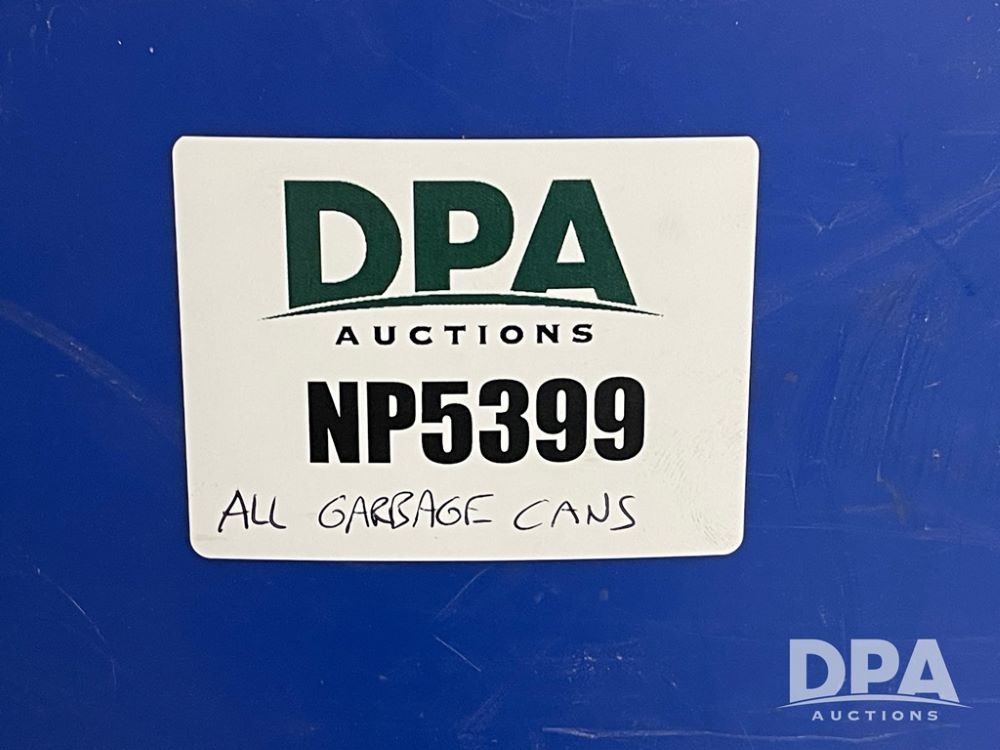 DPA
AUCTIONS
NP5399
ALL GARBAGE CANS
DPA
AUCTIONS